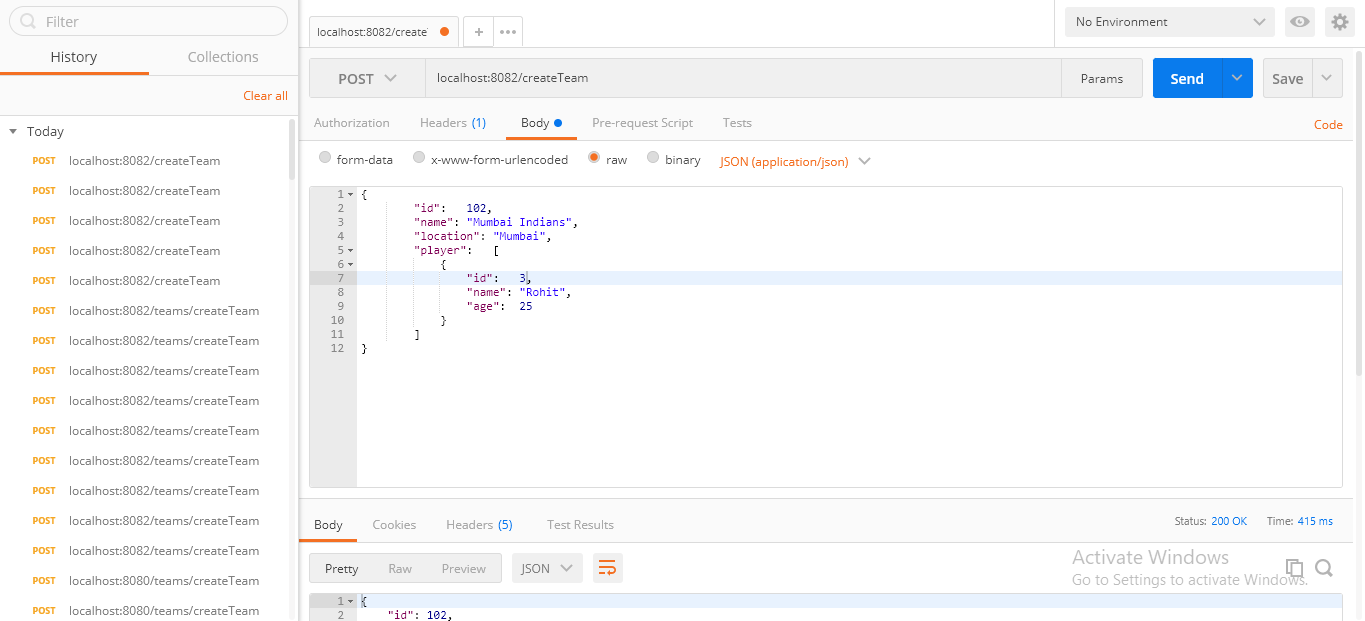 Filter
History Collections
Clear all
Today
POST localhost:8082/createTeam
POST localhost:8082/createTeam
POST localhost:8082/createTeam
POST localhost:8082/createTeam
POST localhost:8082/createTeam
POST localhost:8082/teams/createTeam
POST localhost:8082/teams/createTeam
POST localhost:8082/teams/createTeam
POST localhost:8082/teams/createTeam
POST localhost:8082/teams/createTeam
POST localhost:8082/teams/createTeam
POST localhost:8082/teams/createTeam
POST localhost:8082/teams/createTeam
POST localhost:8082/teams/createTeam
POST localhost:8080/teams/createTeam
POST localhost:8080/teams/createTeam
localhost:8082/create
No Environment
POST localhost:8082/createTeam Params Send Save
Authorization Headers (1) Body Pre-request Script Tests Code
form-data x-www-form-urlencoded raw binary JSON (application/json)
1 {
2 "id": 102,
3 "name": "Mumbai Indians",
4 "location": "Mumbai",
5 "player": [
6 {
7 "id": 3,
8 "name": "Rohit",
9 "age": 25
10 }
11 ]
12 }
Body Cookies Headers (5) Test Results Status: 200 OK Time: 415 ms
Pretty Raw Preview JSON
Activate Windows
Go to Settings to activate Windows.
1 {
2 "id": 102,